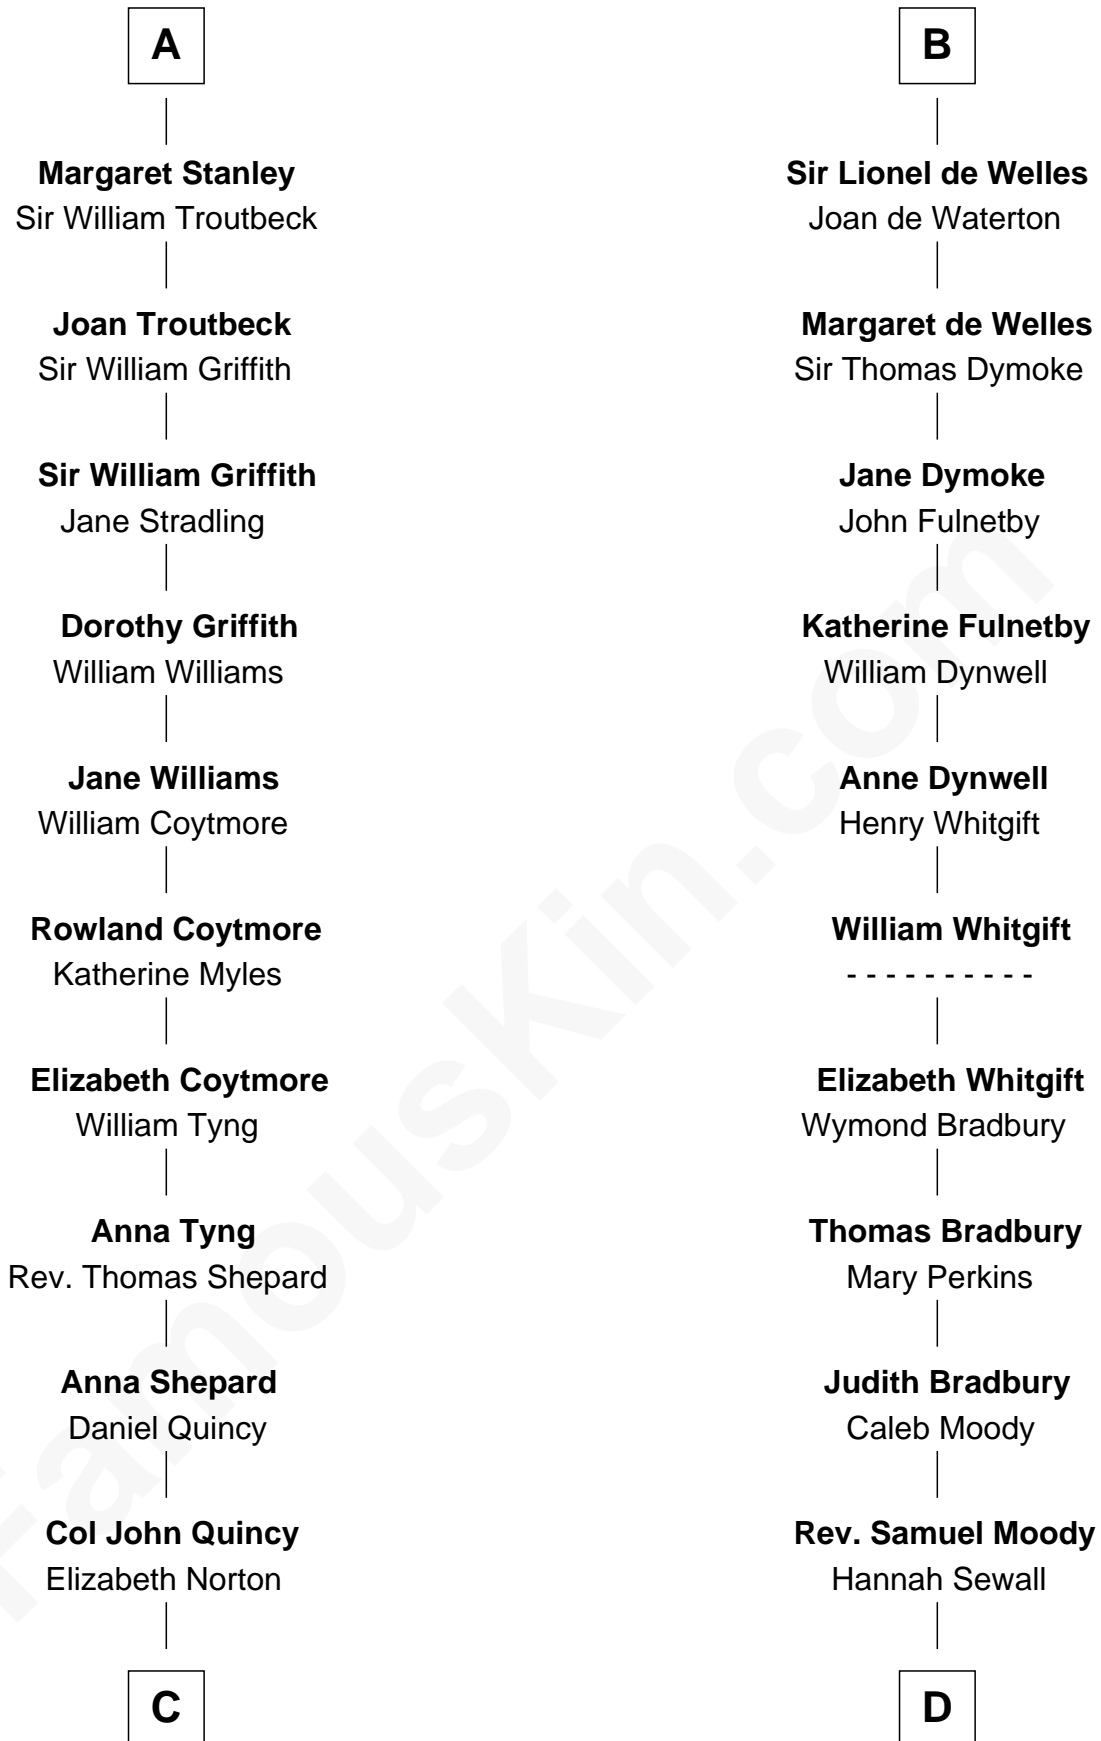 A
Margaret Stanley
Sir William Troutbeck
Joan Troutbeck
Sir William Griffith
Sir William Griffith
Jane Stradling
Dorothy Griffith
William Williams
Jane Williams
William Coytmore
Rowland Coytmore
Katherine Myles
Elizabeth Coytmore
William Tyng
Anna Tyng
Rev. Thomas Shepard
Anna Shepard
Daniel Quincy
Col John Quincy
Elizabeth Norton
C
B
Sir Lionel de Welles
Joan de Waterton
Margaret de Welles
Sir Thomas Dymoke
Jane Dymoke
John Fulnetby
Katherine Fulnetby
William Dynwell
Anne Dynwell
Henry Whitgift
William Whitgift
- - - - - - - - - -
Elizabeth Whitgift
Wymond Bradbury
Thomas Bradbury
Mary Perkins
Judith Bradbury
Caleb Moody
Rev. Samuel Moody
Hannah Sewall
D
FamousKin.com